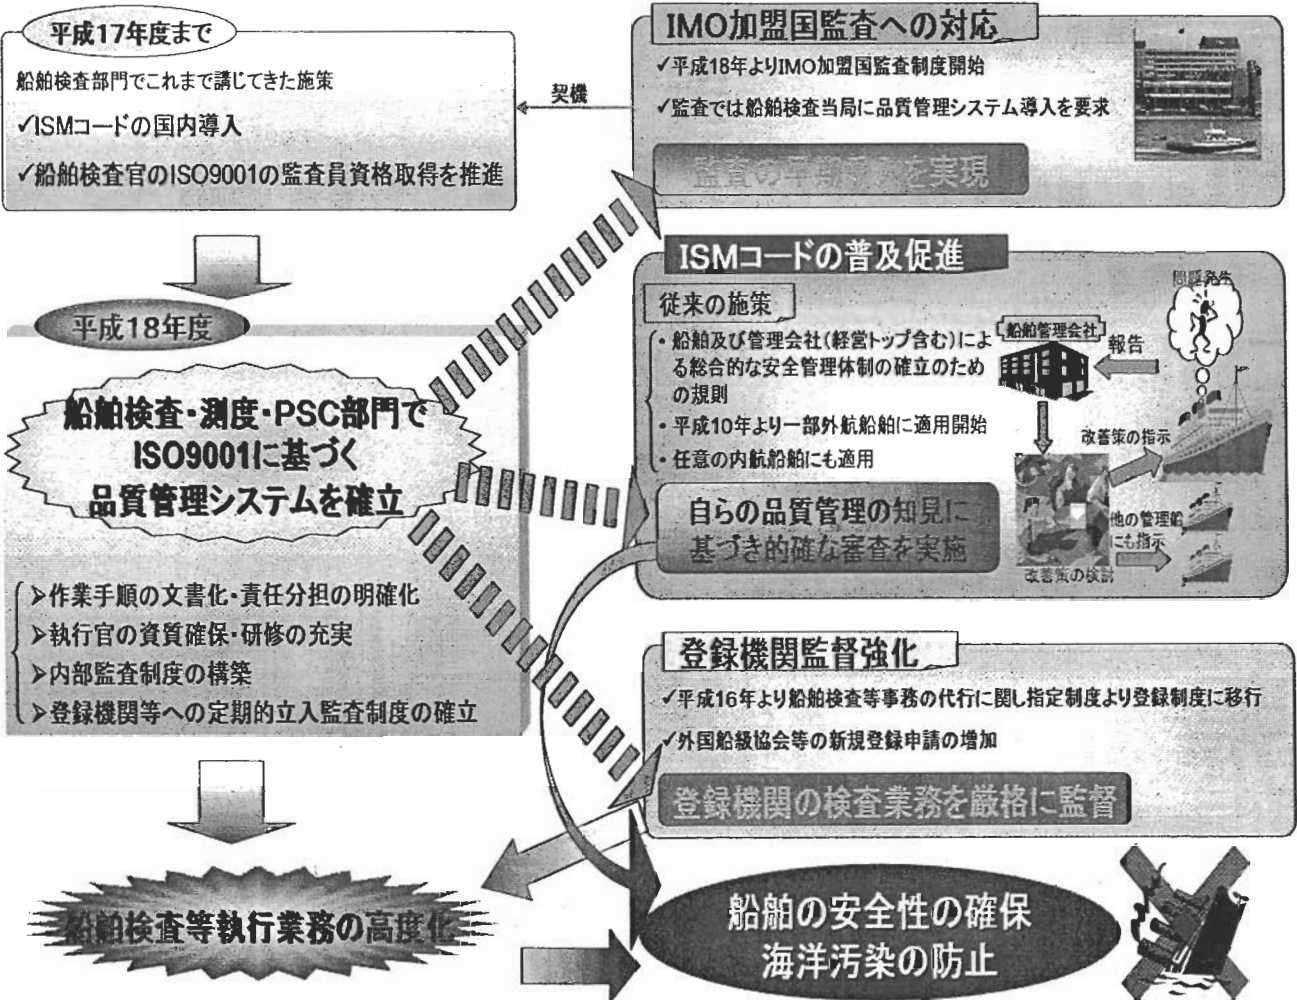 平成17年度まで
船舶検査部門でこれまで講じてきた施策
✓ISMコードの国内導入
✓船舶検査官のISO9001の監査員資格取得を推進
契機
IMO加盟国監査への対応
✓平成18年よりIMO加盟国監査制度開始
✓監査では船舶検査当局に品質管理システム導入を要求
監査の早期を実現
平成18年度
船舶検査・測度・PSC部門で
ISO9001に基づく
品質管理システムを確立
➢作業手順の文書化・責任分担の明確化
➢執行官の資質確保・研修の充実
➢内部監査制度の構築
➢登録機関等への定期的立入監査制度の確立
ISMコードの普及促進
従来の施策
・船舶及び管理会社(経営トップ含む)によ
る総合的な安全管理体制の確立のため
の規則
・平成10年より一部外航船舶に適用開始
・任意の内航船舶にも適用
自らの品質管理の知見に
基づき的確な審査を実施
問題発生
船舶管理会社
報告
改善策の指示
他の管理船
にも指示
改善策の検討
登録機関監督強化
✓平成16年より船舶検査等事務の代行に関し指定制度より登録制度に移行
✓外国船級協会等の新規登録申請の増加
登録機関の検査業務を厳格に監督
船舶検査等執行業務の高度化
船舶の安全性の確保
海洋汚染の防止